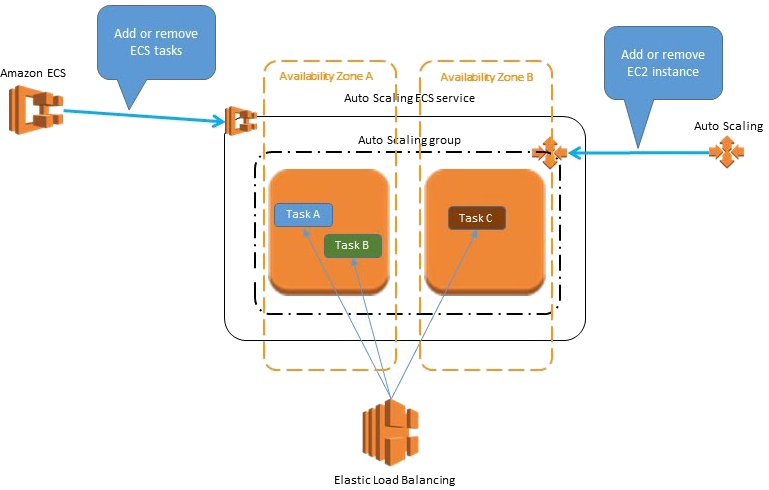 Add or remove
ECS tasks
Amazon ECS
Availability Zone A
Availability Zone B
Add or remove
EC2 instance
Auto Scaling ECS service
Auto Scaling
Auto Scaling group
Task A
Task B
Task C
Elastic Load Balancing